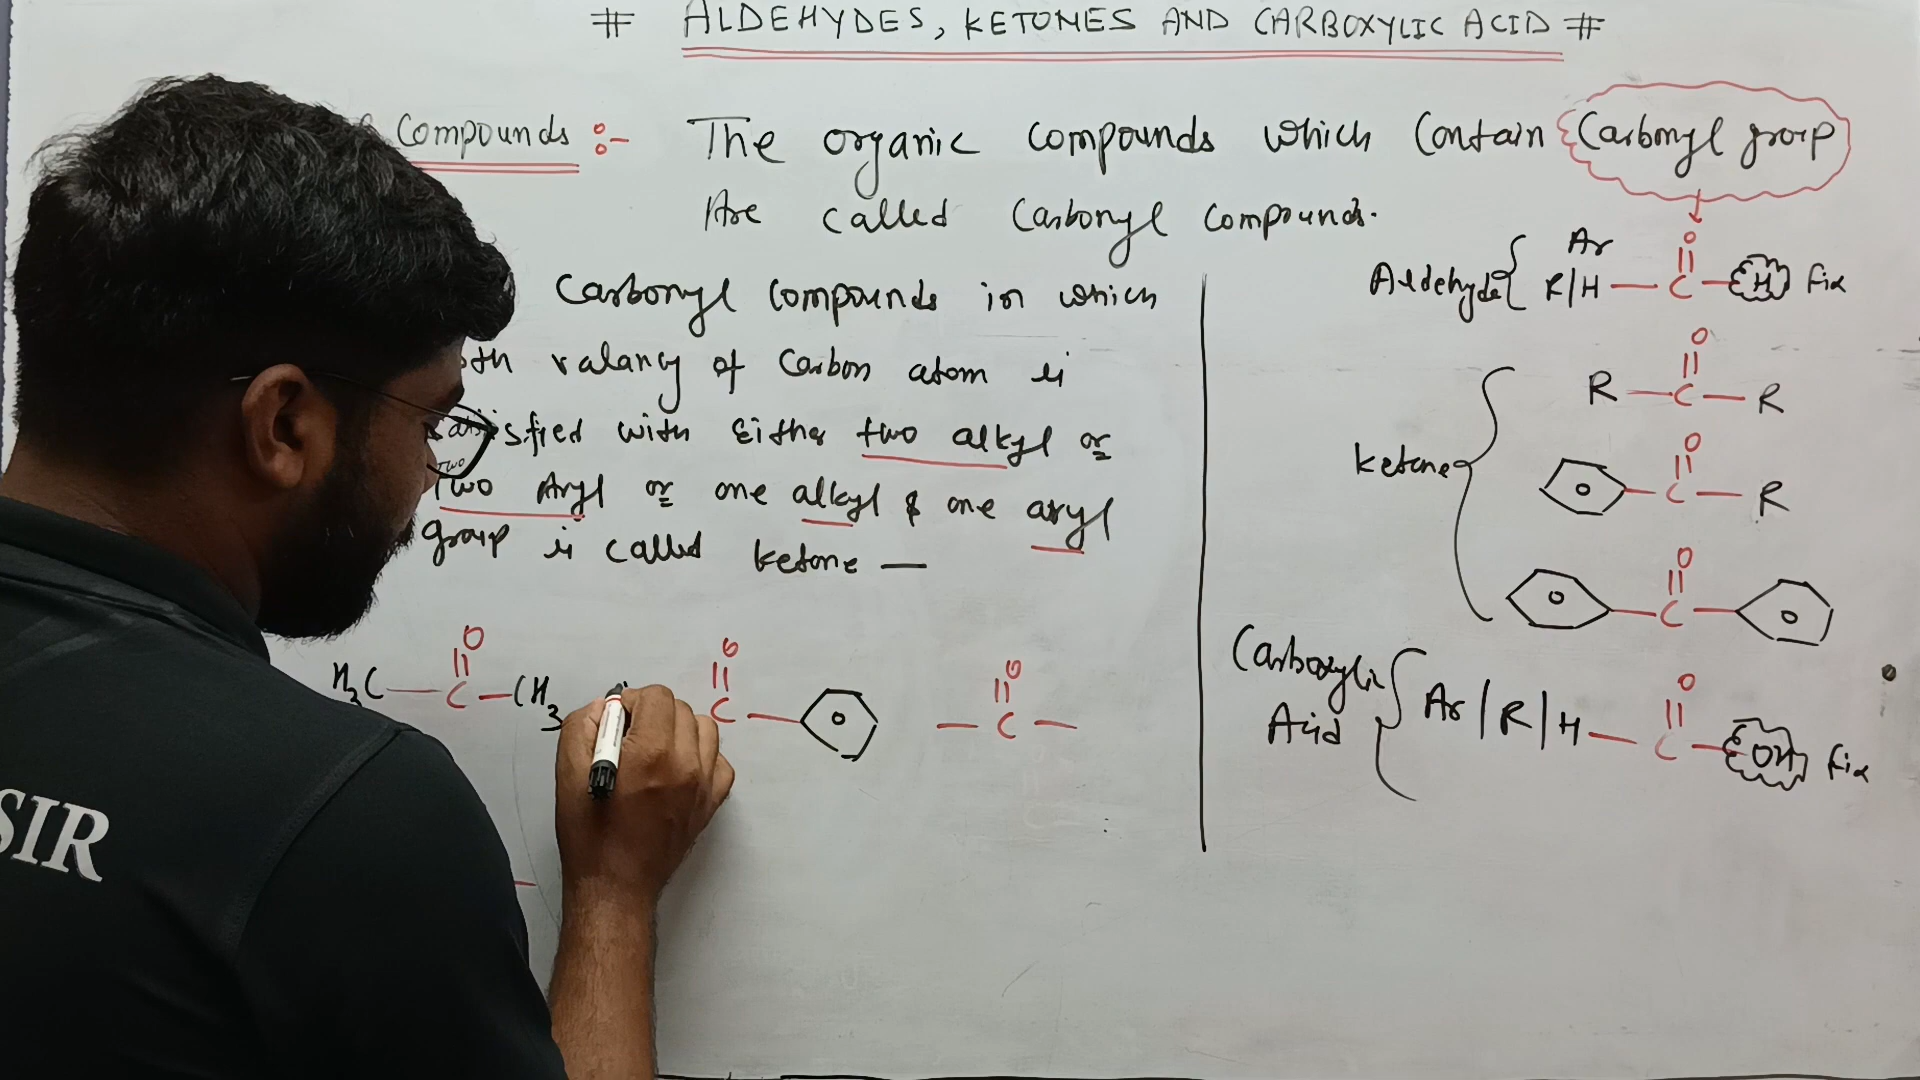 # ALDEHYDES, KETONES AND CARBOXYLIC ACID #
Compounds :- The organic compounds which contain Carbonyl group
Are called Carbonyl compounds.
Carbonyl compounds in which
valancy of Carbon atom is
satisfied with either two alkyl or
Two
Two Aryl or one alkyl & one aryl
group is called ketone —
O O O
H3C—C—CH3 C— —C—
Ar O
Aldehyde R/H—C—H fix
O
R—C—R
Ketone
O
C—R
O
—C—
Carboxylic Acid
O
Ar/R/H—C—OH fix
SIR